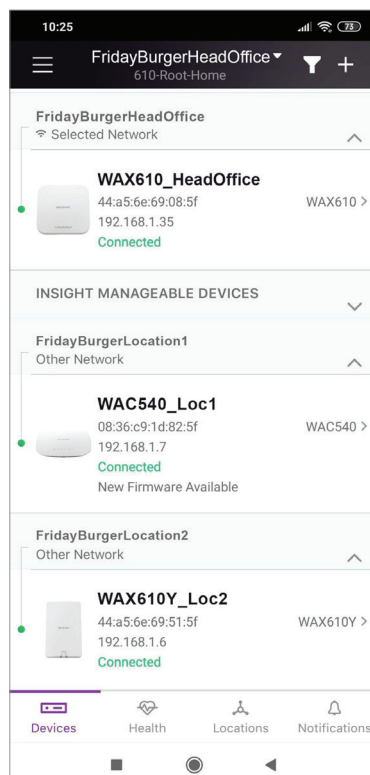 10:25
73
FridayBurgerHeadOffice
610-Root-Home
FridayBurgerHeadOffice
Selected Network
WAX610_HeadOffice
44:a5:6e:69:08:5f
WAX610 >
192.168.1.35
Connected
INSIGHT MANAGEABLE DEVICES
FridayBurgerLocation1
Other Network
WAC540_Loc1
08:36:c9:1d:82:5f
WAC540 >
192.168.1.7
Connected
New Firmware Available
FridayBurgerLocation2
Other Network
WAX610Y_Loc2
44:a5:6e:69:51:5f
WAX610Y >
192.168.1.6
Connected
Devices Health Locations Notifications